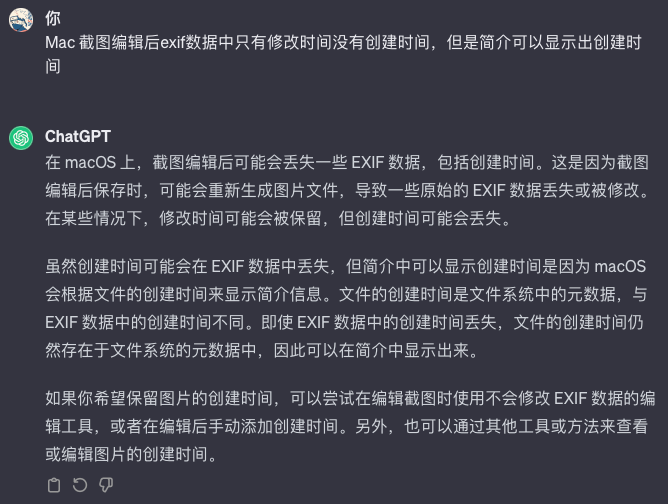 你
Mac 截图编辑后exif数据中只有修改时间没有创建时间，但是简介可以显示出创建时
间
ChatGPT
在 macOS 上，截图编辑后可能会丢失一些 EXIF 数据，包括创建时间。这是因为截图
编辑后保存时，可能会重新生成图片文件，导致一些原始的 EXIF 数据丢失或被修改。
在某些情况下，修改时间可能会被保留，但创建时间可能会丢失。
虽然创建时间可能会在 EXIF 数据中丢失，但简介中可以显示创建时间是因为 macOS
会根据文件的创建时间来显示简介信息。文件的创建时间是文件系统中的元数据，与
EXIF 数据中的创建时间不同。即使 EXIF 数据中的创建时间丢失，文件的创建时间仍
然存在于文件系统的元数据中，因此可以在简介中显示出来。
如果你希望保留图片的创建时间，可以尝试在编辑截图时使用不会修改 EXIF 数据的编
辑工具，或者在编辑后手动添加创建时间。另外，也可以通过其他工具或方法来查看
或编辑图片的创建时间。